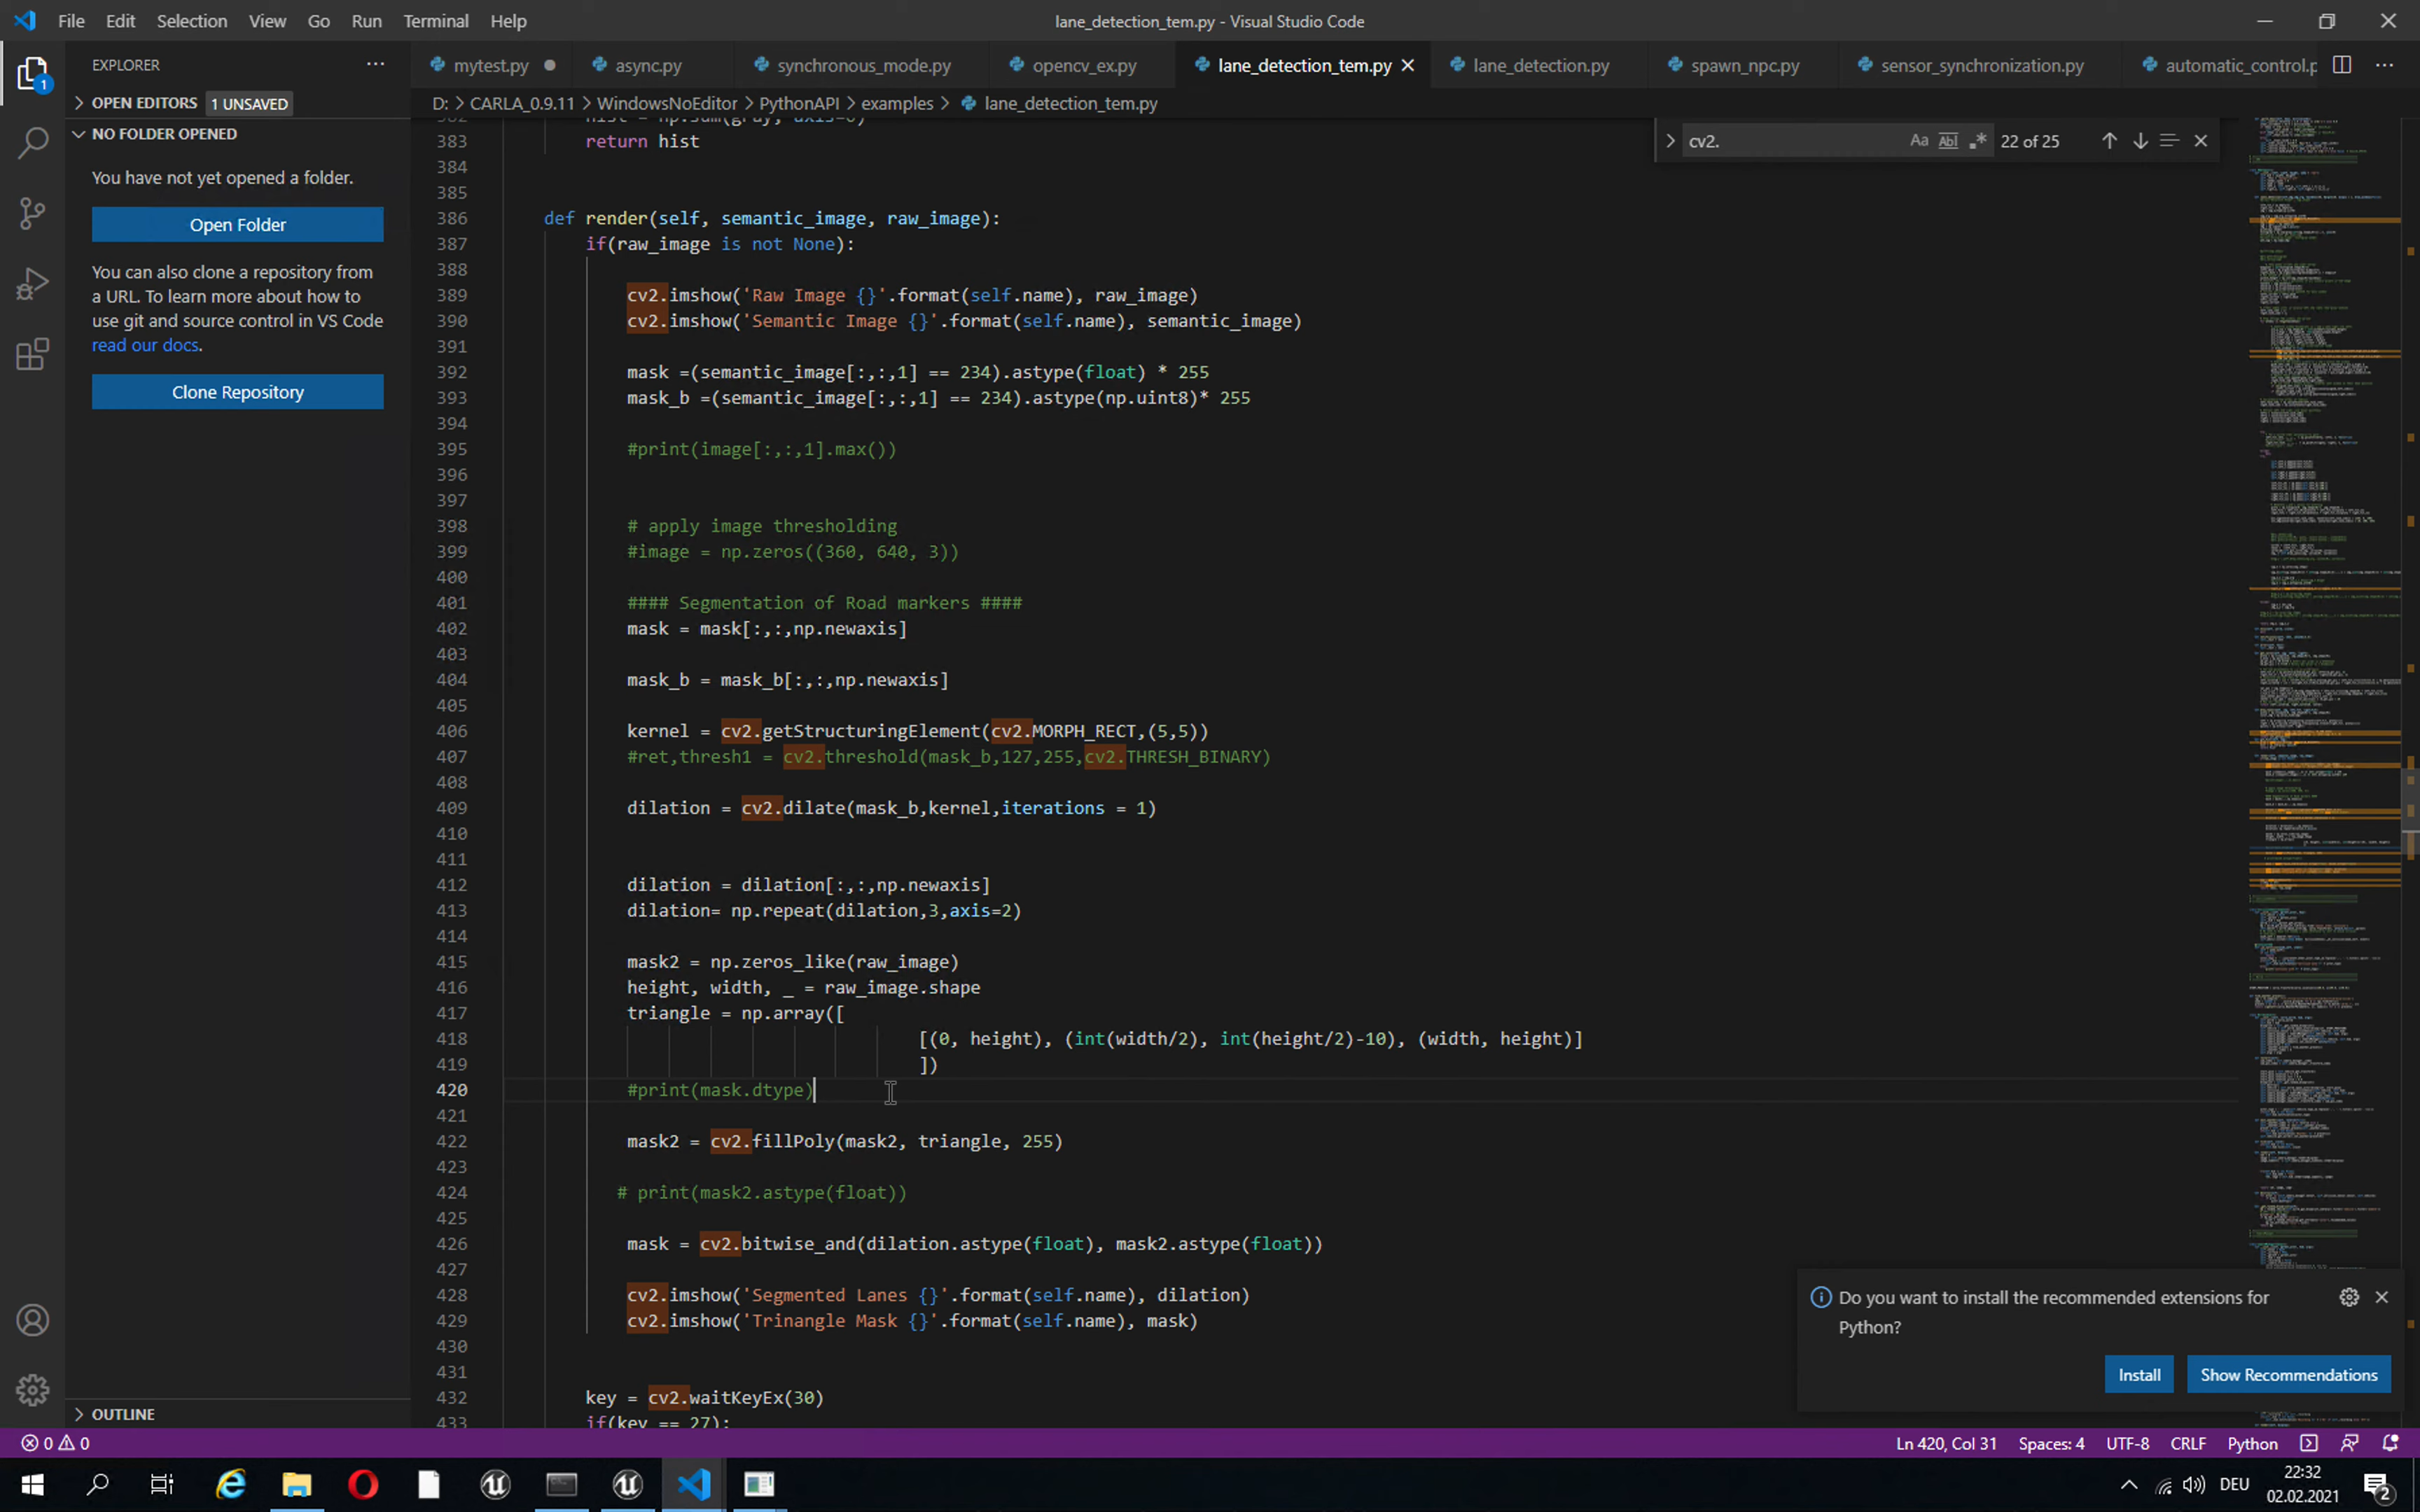 File Edit Selection View Go Run Terminal Help
lane_detection_tem.py - Visual Studio Code
EXPLORER
mytest.py
async.py
synchronous_mode.py
opencv_ex.py
lane_detection_tem.py
lane_detection.py
spawn_npc.py
sensor_synchronization.py
automatic_control.p
OPEN EDITORS 1 UNSAVED
D: > CARLA_0.9.11 > WindowsNoEditor > PythonAPI > examples > lane_detection_tem.py
NO FOLDER OPENED
You have not yet opened a folder.
Open Folder
You can also clone a repository from
a URL. To learn more about how to
use git and source control in VS Code
read our docs.
Clone Repository
OUTLINE
cv2. Aa Abl .* 22 of 25
382 hist = np.sum(gray, axis=0)
383 return hist
384
385
386 def render(self, semantic_image, raw_image):
387 if(raw_image is not None):
388
389 cv2.imshow('Raw Image {}'.format(self.name), raw_image)
390 cv2.imshow('Semantic Image {}'.format(self.name), semantic_image)
391
392 mask =(semantic_image[:,:,1] == 234).astype(float) * 255
393 mask_b =(semantic_image[:,:,1] == 234).astype(np.uint8)* 255
394
395 #print(image[:,:,1].max())
396
397
398 # apply image thresholding
399 #image = np.zeros((360, 640, 3))
400
401 #### Segmentation of Road markers ####
402 mask = mask[:,:,np.newaxis]
403
404 mask_b = mask_b[:,:,np.newaxis]
405
406 kernel = cv2.getStructuringElement(cv2.MORPH_RECT,(5,5))
407 #ret,thresh1 = cv2.threshold(mask_b,127,255,cv2.THRESH_BINARY)
408
409 dilation = cv2.dilate(mask_b,kernel,iterations = 1)
410
411
412 dilation = dilation[:,:,np.newaxis]
413 dilation= np.repeat(dilation,3,axis=2)
414
415 mask2 = np.zeros_like(raw_image)
416 height, width, _ = raw_image.shape
417 triangle = np.array([
418 [(0, height), (int(width/2), int(height/2)-10), (width, height)]
419 ])
420 #print(mask.dtype)
421
422 mask2 = cv2.fillPoly(mask2, triangle, 255)
423
424 # print(mask2.astype(float))
425
426 mask = cv2.bitwise_and(dilation.astype(float), mask2.astype(float))
427
428 cv2.imshow('Segmented Lanes {}'.format(self.name), dilation)
429 cv2.imshow('Trinangle Mask {}'.format(self.name), mask)
430
431
432 key = cv2.waitKeyEx(30)
433 if(key == 27):
Do you want to install the recommended extensions for
Python?
Install
Show Recommendations
0 0
Ln 420, Col 31 Spaces: 4 UTF-8 CRLF Python
DEU
22:32
02.02.2021
2